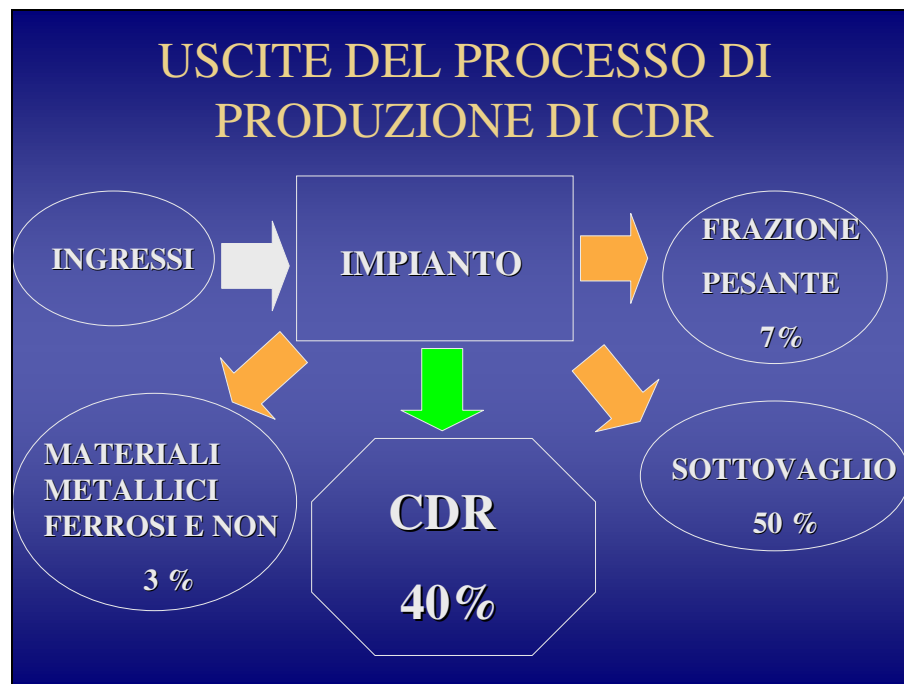 USCITE DEL PROCESSO DI
PRODUZIONE DI CDR
INGRESSI
IMPIANTO
FRAZIONE
PESANTE
7%
MATERIALI
METALLICI
FERROSI E NON
3 %
CDR
40%
SOTTOVAGLIO
50 %